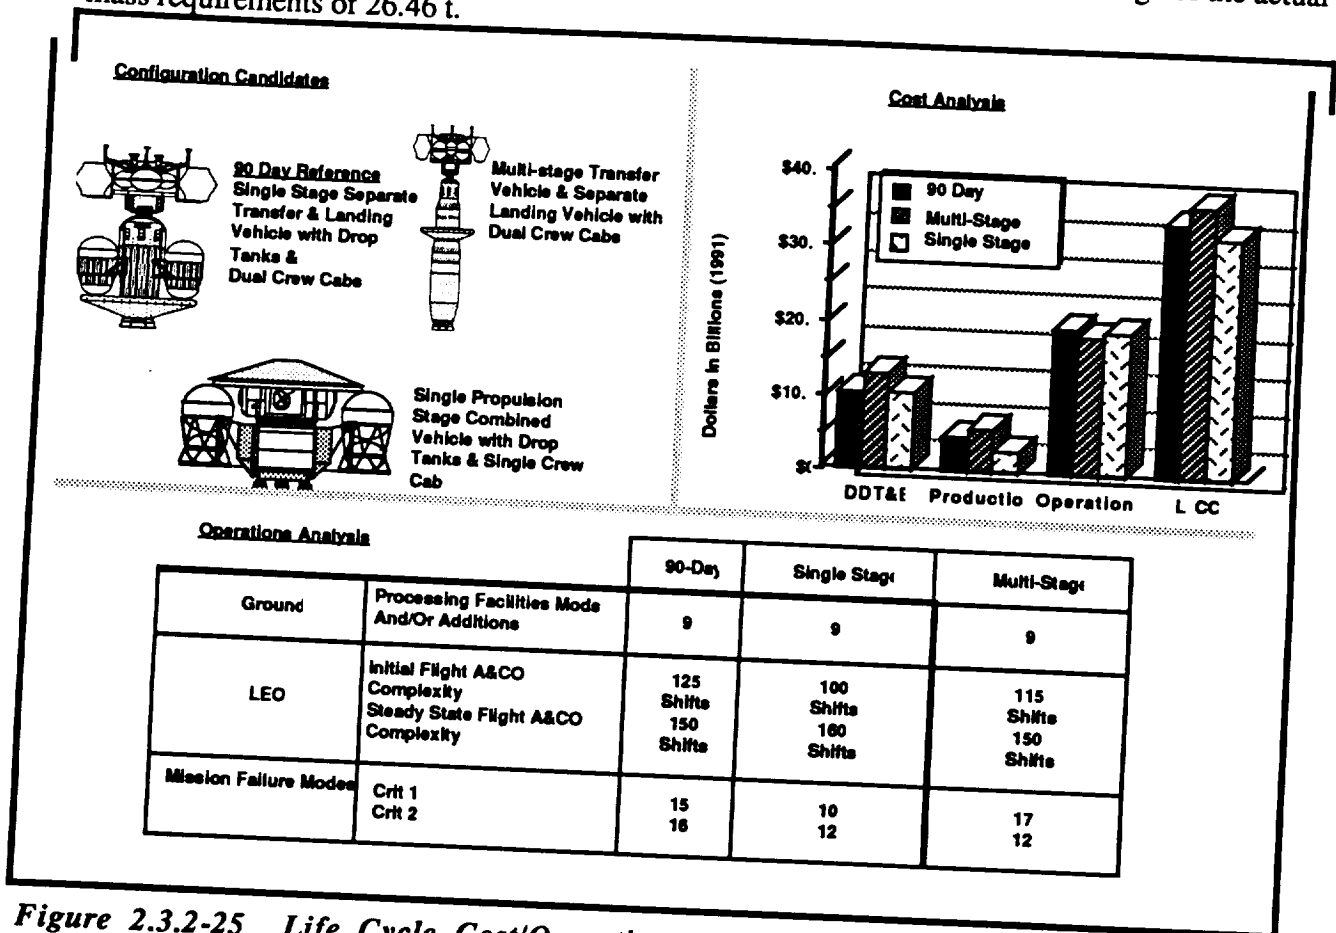 mass requirements of 26.46 t.
the actual
Configuration Candidates
90 Day Reference
Single Stage Separate
Transfer & Landing
Vehicle with Drop
Tanks &
Dual Crew Cabs
Multi-stage Transfer
Vehicle & Separate
Landing Vehicle with
Dual Crew Cabs
Single Propulsion
Stage Combined
Vehicle with Drop
Tanks & Single Crew
Cab
Cost Analysis
Dollars in Billions (1991)
$40.
$30.
$20.
$10.
$0
90 Day
Multi-Stage
Single Stage
DDT&E Productio Operation L CC
Operations Analysis
90-Day Single Stage Multi-Stage
Ground
Processing Facilities Mods
And/Or Additions
9 9 9
LEO
Initial Flight A&CO
Complexity
Steady State Flight A&CO
Complexity
125
Shifts
150
Shifts
100
Shifts
160
Shifts
115
Shifts
150
Shifts
Mission Failure Modes
Crit 1
Crit 2
15
16
10
12
17
12
Figure 2.3.2-25 Life Cycle